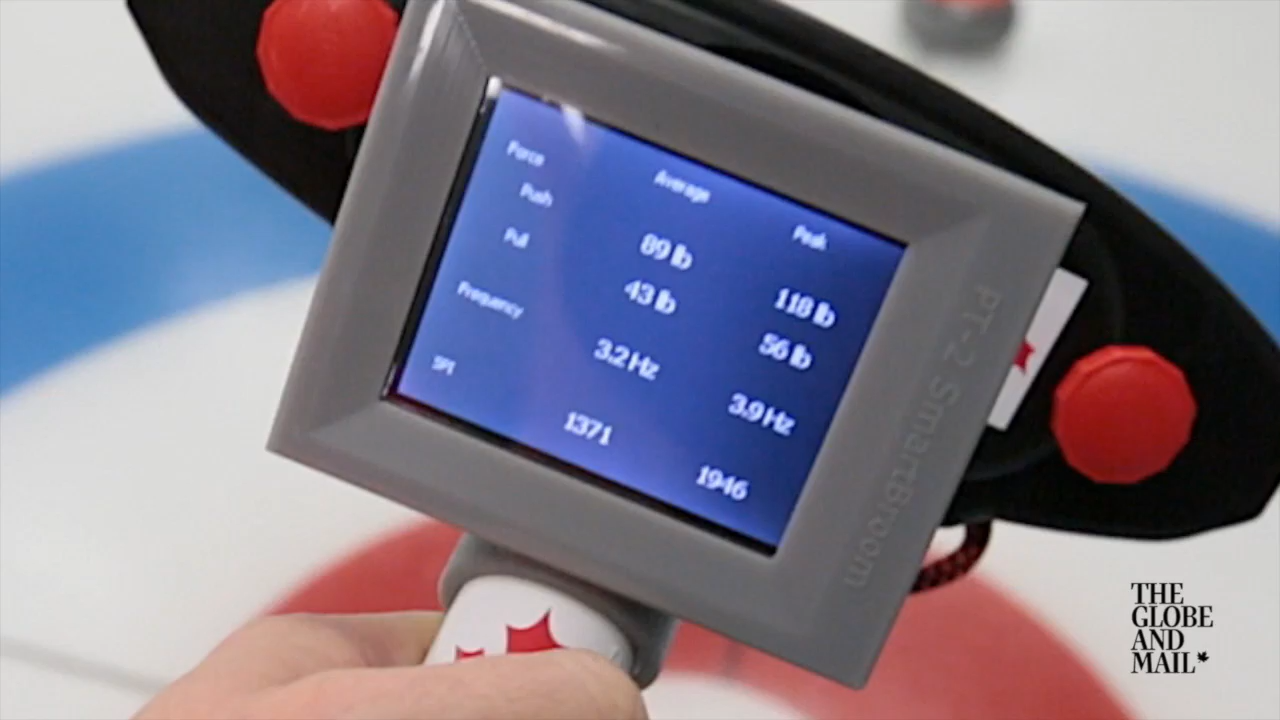 Force Average Peak
Push 89 lb 118 lb
Pull 43 lb 56 lb
Frequency 3.2 Hz 3.9 Hz
SPI 1371 1946
PT-2 SmartBroom
THE
GLOBE
AND
MAIL